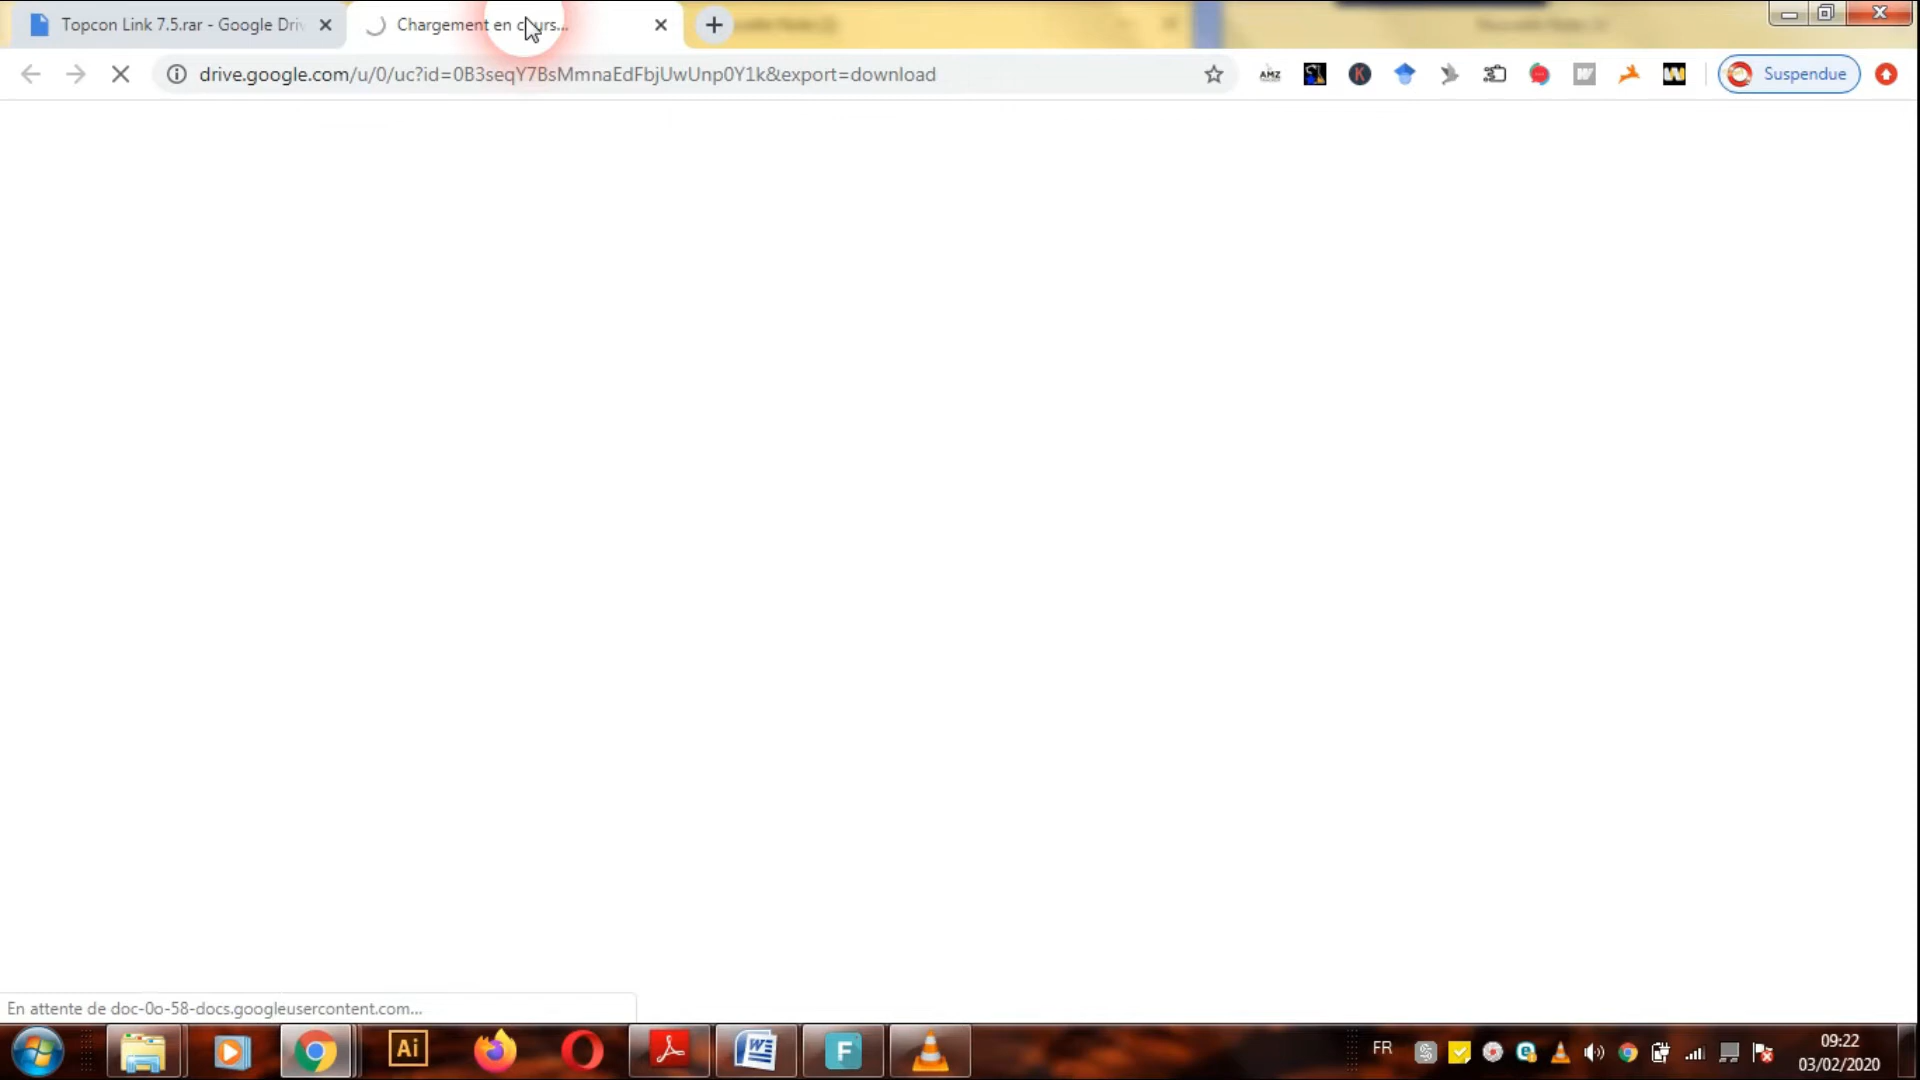 Topcon Link 7.5.rar - Google Dri
Chargement en cours...
drive.google.com/u/0/uc?id=0B3seqY7BsMmnaEdFbjUwUnp0Y1k&export=download
AMZ
K
Suspendue
En attente de doc-0o-58-docs.googleusercontent.com...
Ai
W
F
FR
09:22
03/02/2020